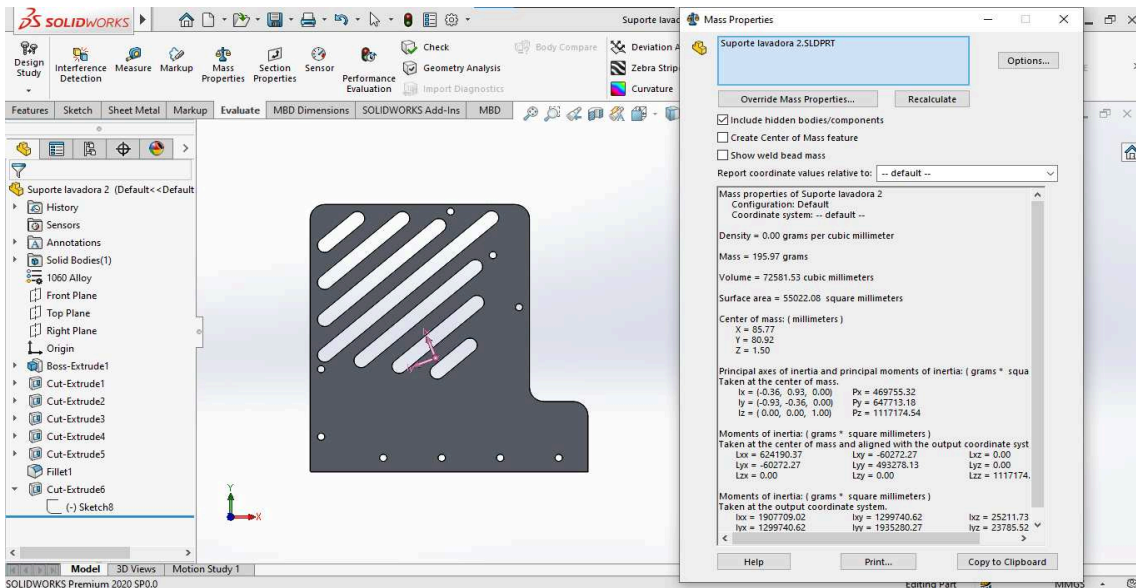 SOLIDWORKS
Suporte lavac
Design Study
Interference Detection
Measure
Markup
Mass Properties
Section Properties
Sensor
Performance Evaluation
Check
Geometry Analysis
Import Diagnostics
Body Compare
Deviation A
Zebra Stripe
Curvature
Features Sketch Sheet Metal Markup Evaluate MBD Dimensions SOLIDWORKS Add-Ins MBD
Suporte lavadora 2 (Default<<Default
History
Sensors
Annotations
Solid Bodies(1)
1060 Alloy
Front Plane
Top Plane
Right Plane
Origin
Boss-Extrude1
Cut-Extrude1
Cut-Extrude2
Cut-Extrude3
Cut-Extrude4
Cut-Extrude5
Fillet1
Cut-Extrude6
(-) Sketch8
Y
X
Mass Properties
Suporte lavadora 2.SLDPRT
Options...
Override Mass Properties... Recalculate
Include hidden bodies/components
Create Center of Mass feature
Show weld bead mass
Report coordinate values relative to: -- default --
Mass properties of Suporte lavadora 2
Configuration: Default
Coordinate system: -- default --
Density = 0.00 grams per cubic millimeter
Mass = 195.97 grams
Volume = 72581.53 cubic millimeters
Surface area = 55022.08 square millimeters
Center of mass: ( millimeters )
X = 85.77
Y = 80.92
Z = 1.50
Principal axes of inertia and principal moments of inertia: ( grams * squa
Taken at the center of mass.
Ix = (-0.36, 0.93, 0.00) Px = 469755.32
Iy = (-0.93, -0.36, 0.00) Py = 647713.18
Iz = ( 0.00, 0.00, 1.00) Pz = 1117174.54
Moments of inertia: ( grams * square millimeters )
Taken at the center of mass and aligned with the output coordinate syst
Lxx = 624190.37 Lxy = -60272.27 Lxz = 0.00
Lyx = -60272.27 Lyy = 493278.13 Lyz = 0.00
Lzx = 0.00 Lzy = 0.00 Lzz = 1117174.
Moments of inertia: ( grams * square millimeters )
Taken at the output coordinate system.
Ixx = 1907709.02 Ixy = 1299740.62 Ixz = 25211.73
Iyx = 1299740.62 Iyy = 1935280.27 Iyz = 23785.52
Help Print... Copy to Clipboard
Model 3D Views Motion Study 1
SOLIDWORKS Premium 2020 SP0.0
Editing Part
MMGS